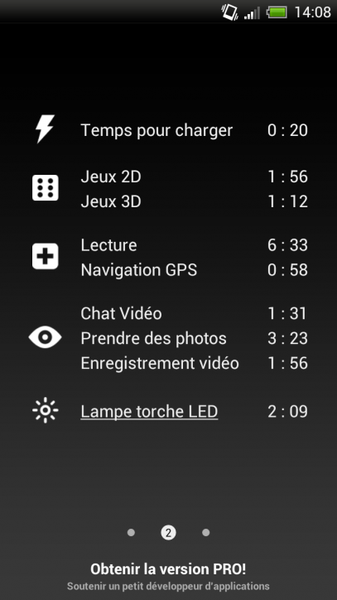 14:08
Temps pour charger 0 : 20
Jeux 2D 1 : 56
Jeux 3D 1 : 12
Lecture 6 : 33
Navigation GPS 0 : 58
Chat Vidéo 1 : 31
Prendre des photos 3 : 23
Enregistrement vidéo 1 : 56
Lampe torche LED 2 : 09
2
Obtenir la version PRO!
Soutenir un petit développeur d'applications